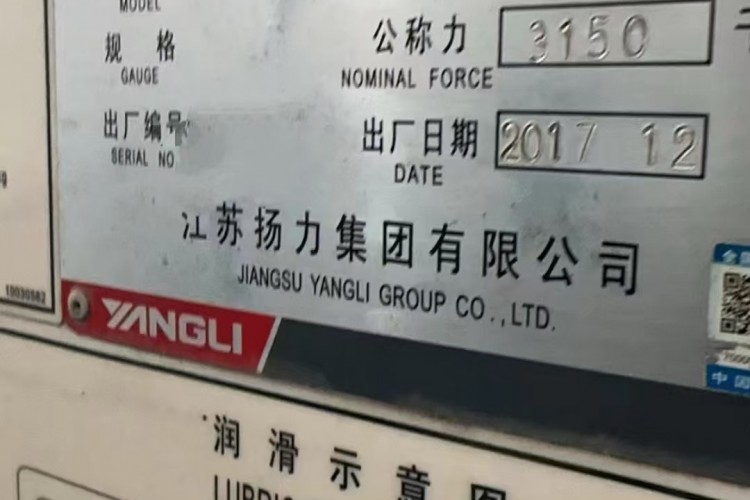 MODEL
规 格
GAUGE
公称力 3150
NOMINAL FORCE
出厂编号
SERIAL NO
出厂日期 2017 12
DATE
江苏扬力集团有限公司
JIANGSU YANGLI GROUP CO.,LTD.
10030582
YANGLI
润滑示意图